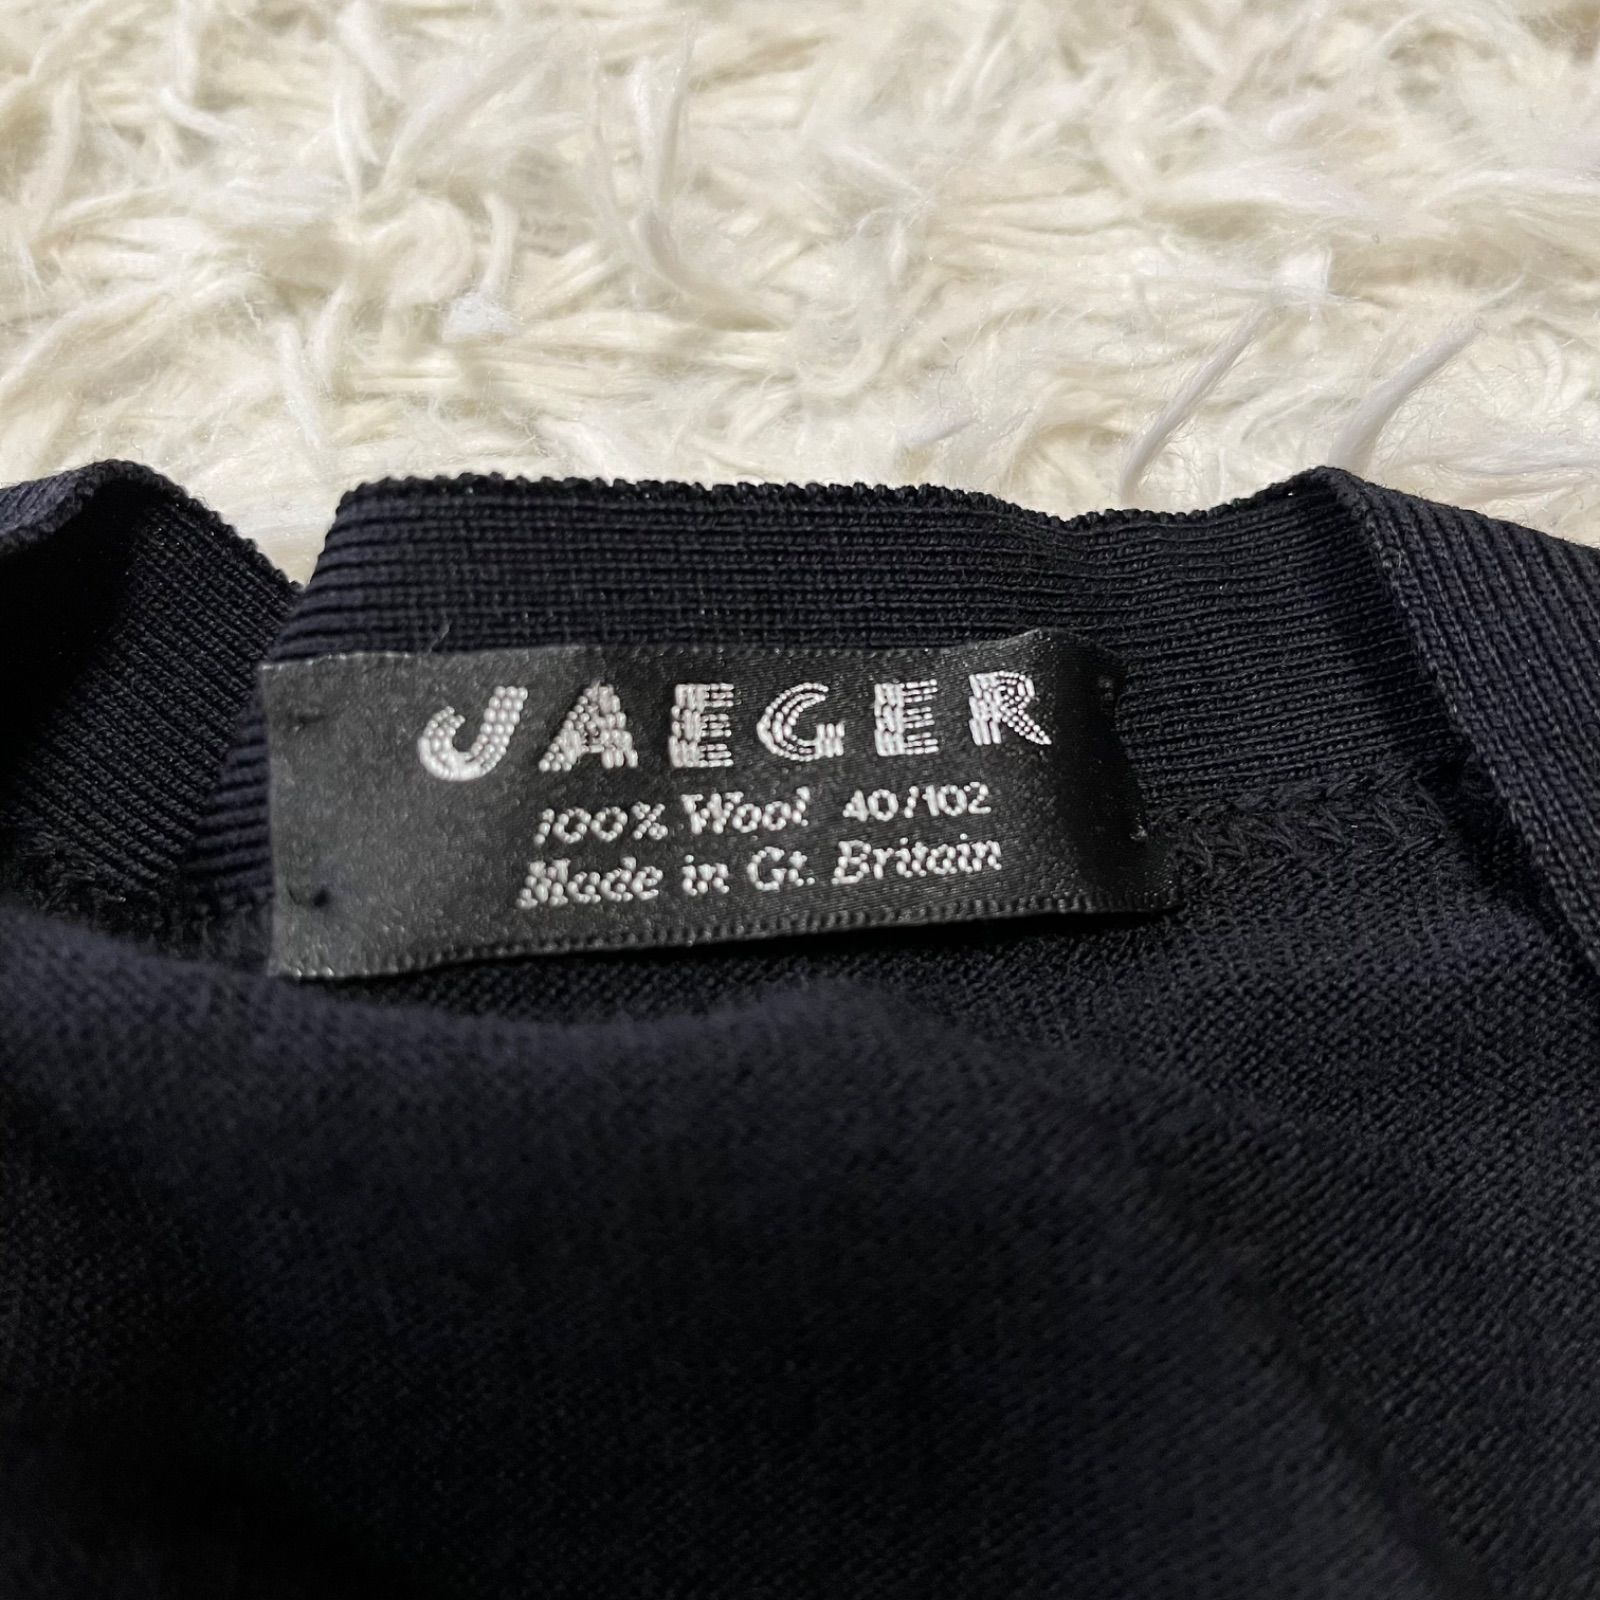 JAEGER
100% Wool 40/102
Made in Gt. Britain